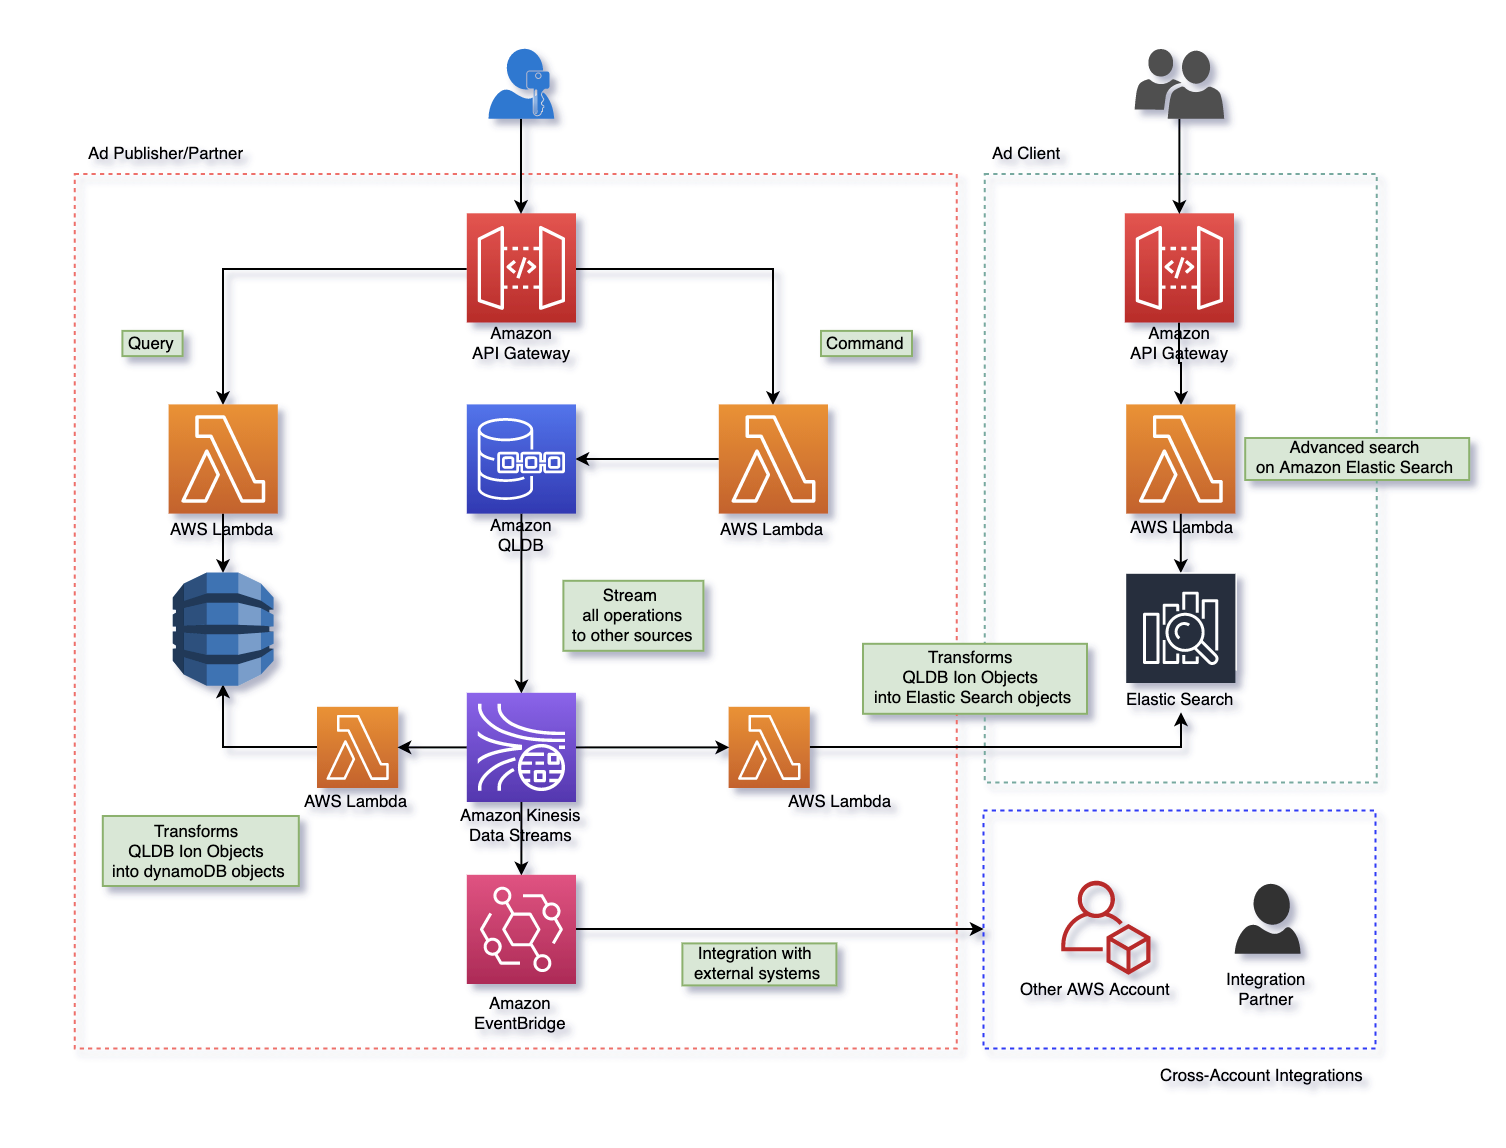 Ad Publisher/Partner
Ad Client
Amazon
API Gateway
Amazon
API Gateway
Query
Command
Advanced search
on Amazon Elastic Search
AWS Lambda
Amazon
QLDB
AWS Lambda
AWS Lambda
Stream
all operations
to other sources
Transforms
QLDB Ion Objects
into Elastic Search objects
Elastic Search
AWS Lambda
Amazon Kinesis
Data Streams
AWS Lambda
Transforms
QLDB Ion Objects
into dynamoDB objects
Integration with
external systems
Amazon
EventBridge
Other AWS Account
Integration
Partner
Cross-Account Integrations